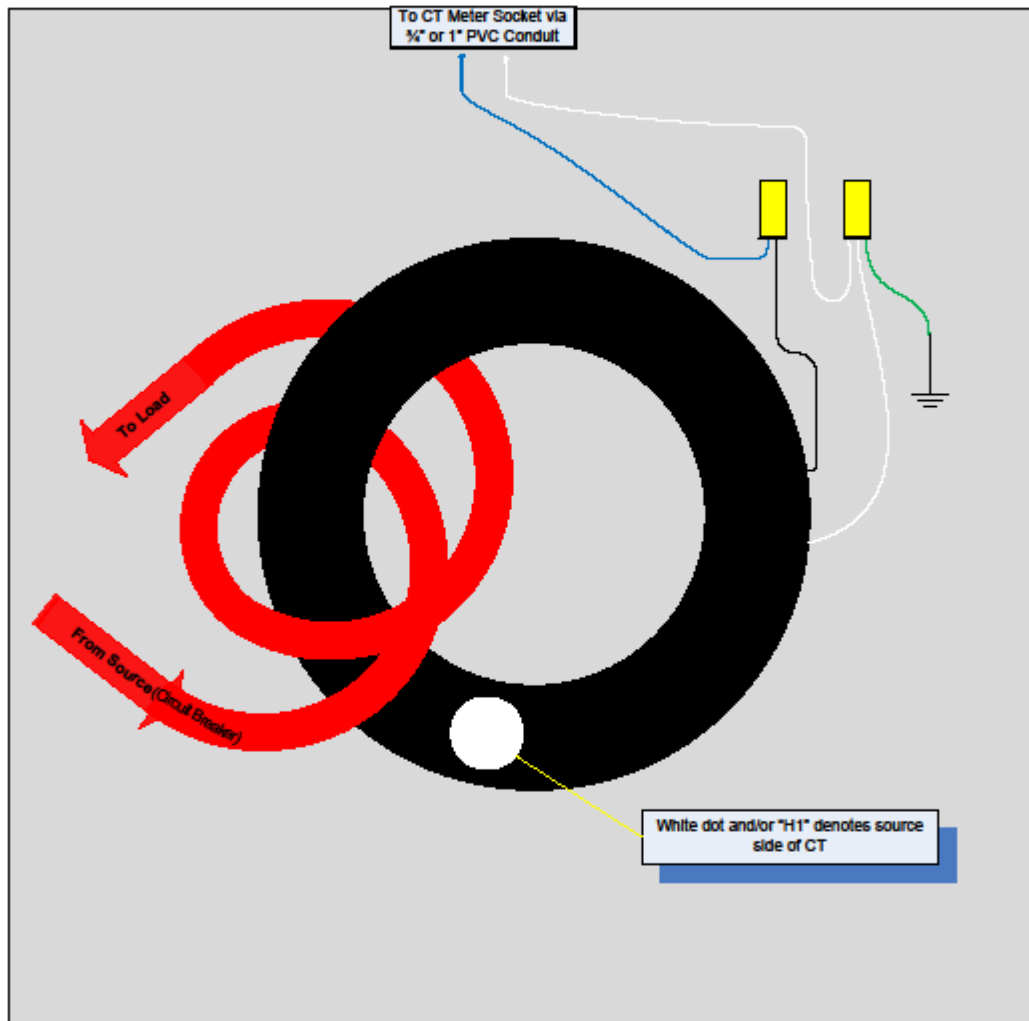 To CT Meter Socket via
¾" or 1" PVC Conduit
To Load
From Source (Circuit Breaker)
White dot and/or "H1" denotes source
side of CT